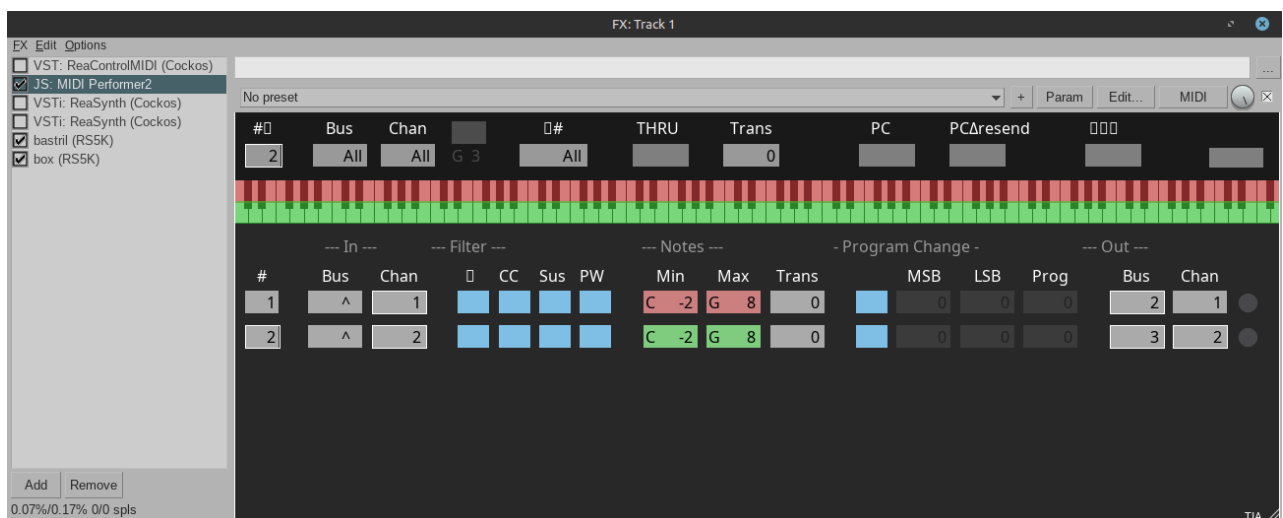 FX: Track 1
FX Edit Options
VST: ReaControlMIDI (Cockos)
JS: MIDI Performer2
VSTi: ReaSynth (Cockos)
VSTi: ReaSynth (Cockos)
bastril (RS5K)
box (RS5K)
Add Remove
0.07%/0.17% 0/0 spls
...
No preset + Param Edit... MIDI
# Bus Chan # THRU Trans PC PCΔresend
2 All All G 3 All 0
--- In --- --- Filter --- --- Notes --- - Program Change - --- Out ---
# Bus Chan CC Sus PW Min Max Trans MSB LSB Prog Bus Chan
1 ^ 1 C -2 G 8 0 0 0 0 2 1
2 ^ 2 C -2 G 8 0 0 0 0 3 2
TIA